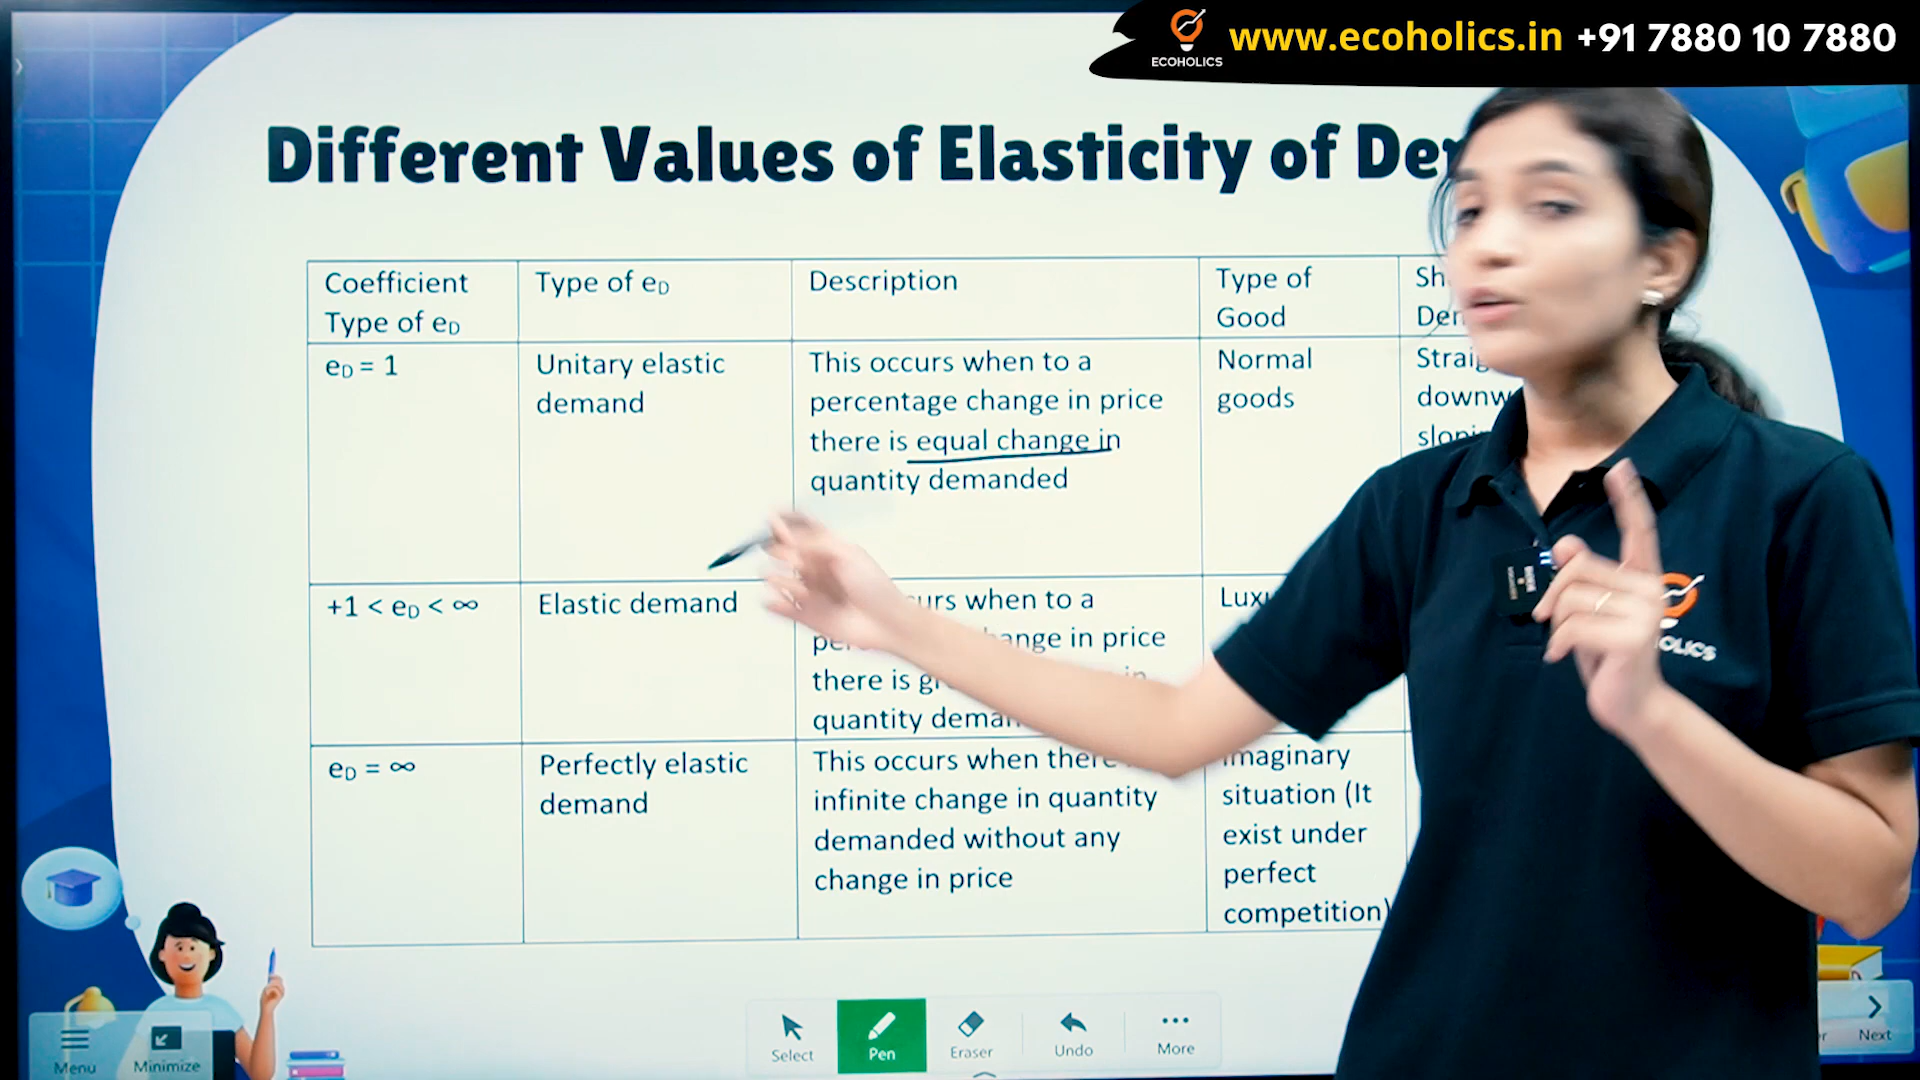 www.ecoholics.in +91 7880 10 7880
ECOHOLICS
Different Values of Elasticity of
Coefficient Type of eD
Type of eD
Description
Type of Good
eD = 1
Unitary elastic demand
This occurs when to a
percentage change in price
there is equal change in
quantity demanded
Normal
goods
+1 < eD < ∞
Elastic demand
when to a
in price
there is
quantity
eD = ∞
Perfectly elastic
demand
This occurs when
infinite change in quantity
demanded without any
change in price
imaginary
situation (It
exist under
perfect
competition)
Select
Pen
Eraser
Undo
More
Menu
Minimize
Next